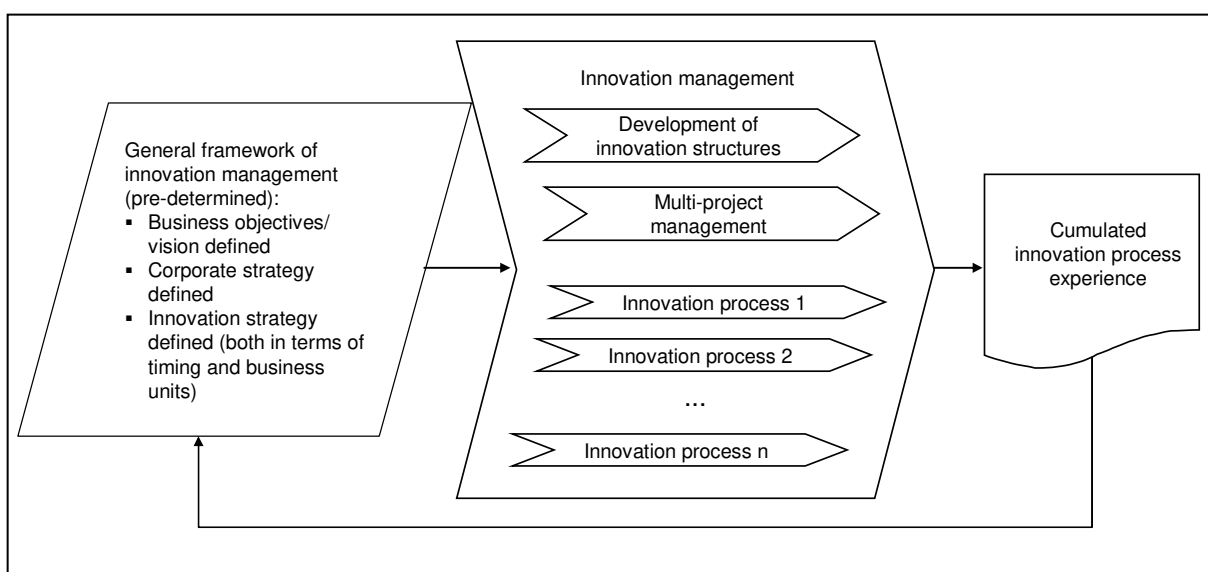 General framework of
innovation management
(pre-determined):
▪ Business objectives/
vision defined
▪ Corporate strategy
defined
▪ Innovation strategy
defined (both in terms of
timing and business
units)
Innovation management
Development of
innovation structures
Multi-project
management
Innovation process 1
Innovation process 2
...
Innovation process n
Cumulated
innovation process
experience